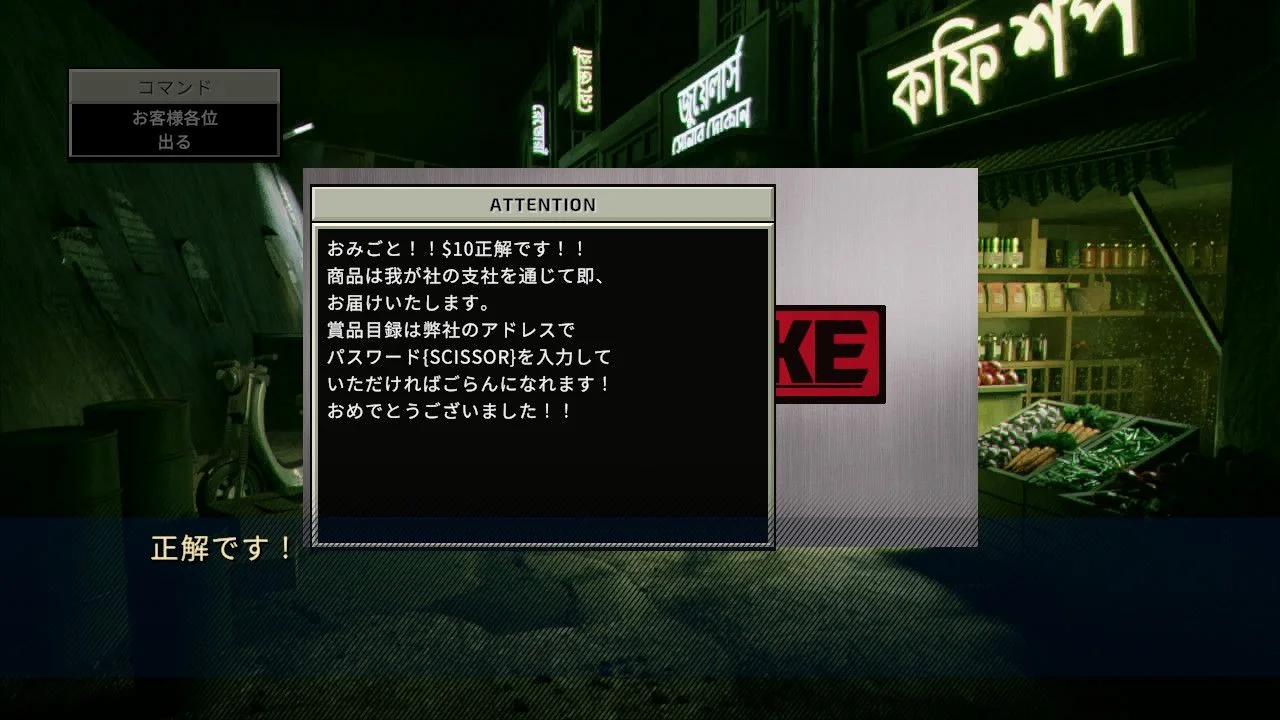 コマンド
お客様各位
出る
রেস্তোরাঁ
জুয়েলার্স
সোনার দোকান
কফি শপ
ATTENTION
おみごと！！$10正解です！！
商品は我が社の支社を通じて即、
お届けいたします。
賞品目録は弊社のアドレスで
パスワード{SCISSOR}を入力して
いただければごらんになれます！
おめでとうございました！！
KE
正解です！